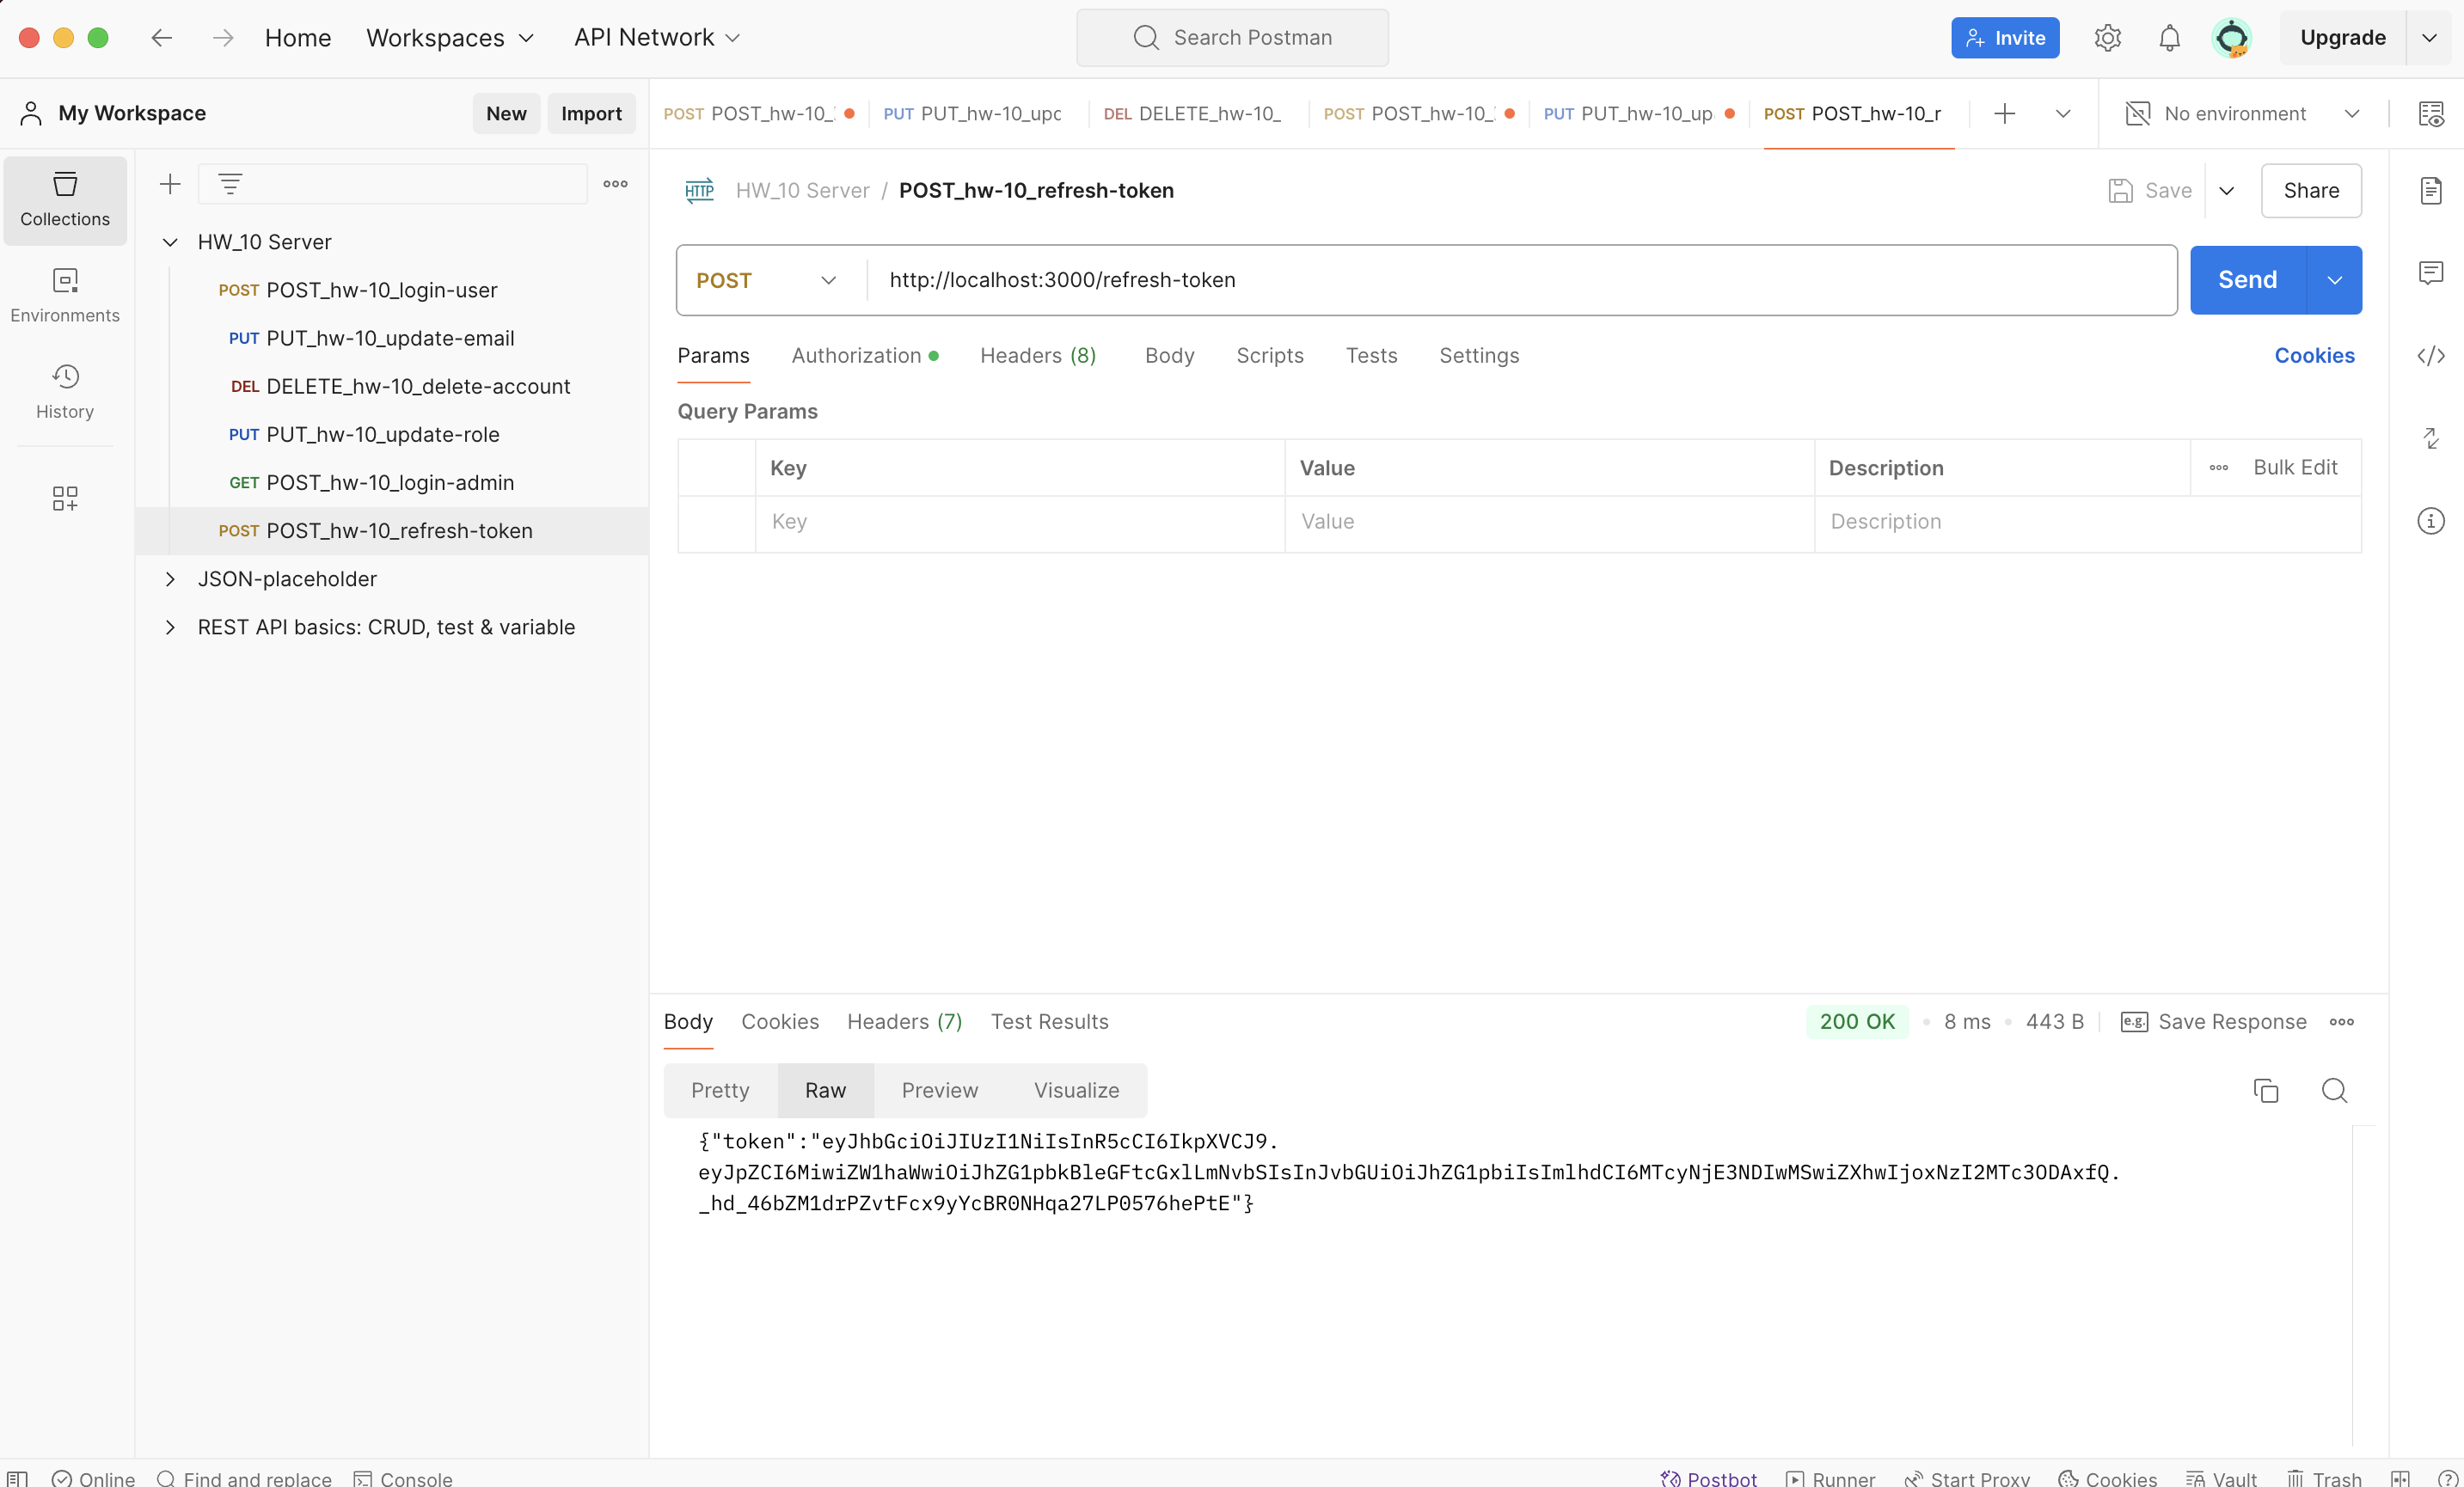 Home Workspaces API Network Search Postman Invite Upgrade
My Workspace New Import
POST POST_hw-10_ PUT PUT_hw-10_upd DEL DELETE_hw-10_ POST POST_hw-10_ PUT PUT_hw-10_up POST POST_hw-10_r No environment
Collections
Environments
History
HW_10 Server
POST POST_hw-10_login-user
PUT PUT_hw-10_update-email
DEL DELETE_hw-10_delete-account
PUT PUT_hw-10_update-role
GET POST_hw-10_login-admin
POST POST_hw-10_refresh-token
JSON-placeholder
REST API basics: CRUD, test & variable
HTTP HW_10 Server / POST_hw-10_refresh-token Save Share
POST http://localhost:3000/refresh-token Send
Params Authorization Headers (8) Body Scripts Tests Settings Cookies
Query Params
Key Value Description Bulk Edit
Key Value Description
Body Cookies Headers (7) Test Results 200 OK 8 ms 443 B e.g. Save Response
Pretty Raw Preview Visualize
{"token":"eyJhbGciOiJIUzI1NiIsInR5cCI6IkpXVCJ9.
eyJpZCI6MiwiZW1haWwiOiJhZG1pbkBleGFtcGxlLmNvbSIsInJvbGUiOiJhZG1pbiIsImlhdCI6MTcyNjE3NDIwMSwiZXhwIjoxNzI2MTc3ODAxfQ.
_hd_46bZM1drPZvtFcx9yYcBR0NHqa27LP0576hePtE"}
Online Find and replace Console Postbot Runner Start Proxy Cookies Vault Trash